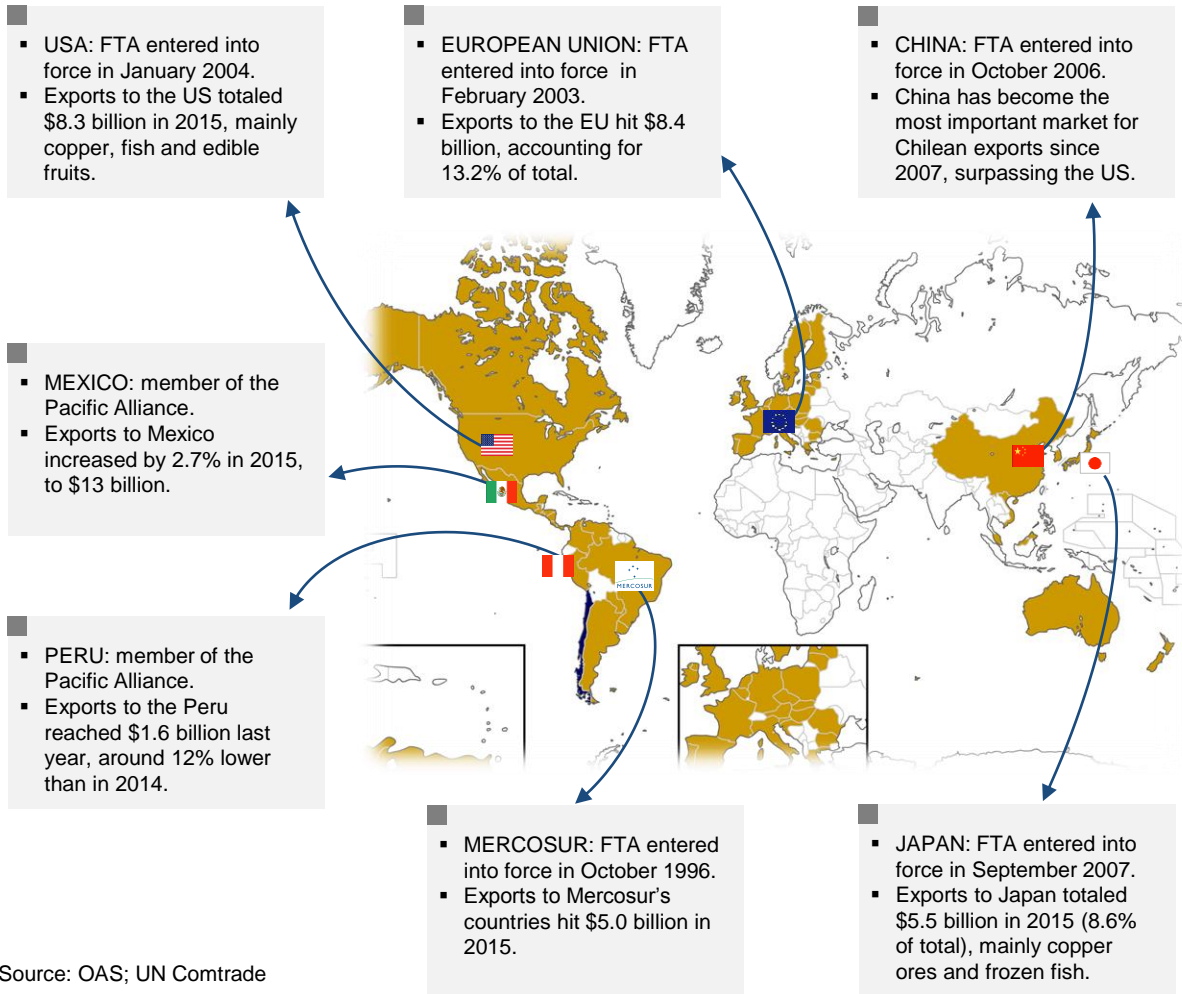 ▪ USA: FTA entered into
force in January 2004.
▪ Exports to the US totaled
$8.3 billion in 2015, mainly
copper, fish and edible
fruits.
▪ EUROPEAN UNION: FTA
entered into force in
February 2003.
▪ Exports to the EU hit $8.4
billion, accounting for
13.2% of total.
▪ CHINA: FTA entered into
force in October 2006.
▪ China has become the
most important market for
Chilean exports since
2007, surpassing the US.
▪ MEXICO: member of the
Pacific Alliance.
▪ Exports to Mexico
increased by 2.7% in 2015,
to $13 billion.
MERCOSUR
▪ PERU: member of the
Pacific Alliance.
▪ Exports to the Peru
reached $1.6 billion last
year, around 12% lower
than in 2014.
▪ MERCOSUR: FTA entered
into force in October 1996.
▪ Exports to Mercosur's
countries hit $5.0 billion in
2015.
▪ JAPAN: FTA entered into
force in September 2007.
▪ Exports to Japan totaled
$5.5 billion in 2015 (8.6%
of total), mainly copper
ores and frozen fish.
Source: OAS; UN Comtrade